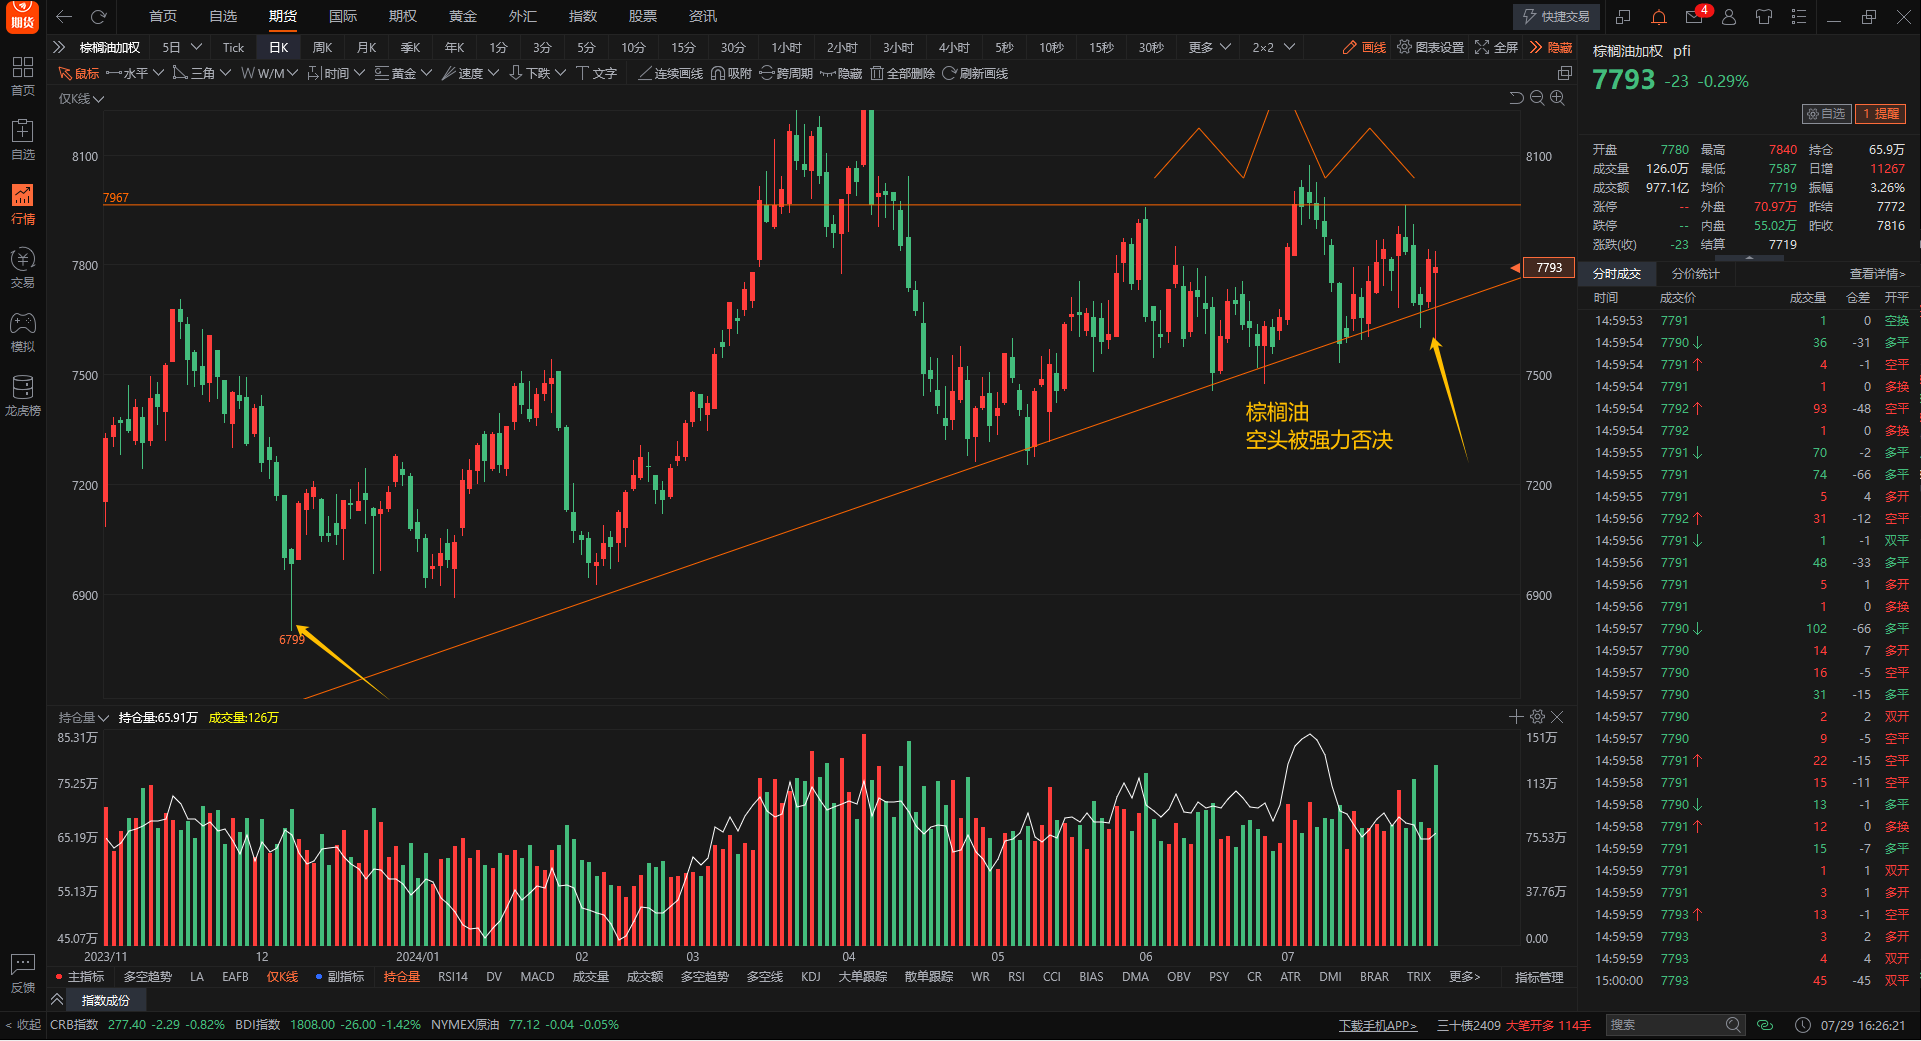 期货
首页 自选 期货 国际 期权 黄金 外汇 指数 股票 资讯
快捷交易 4
棕榈油加权 5日 Tick 日K 周K 月K 季K 年K 1分 3分 5分 10分 15分 30分 1小时 2小时 3小时 4小时 5秒 10秒 15秒 30秒 更多 2×2 画线 图表设置 全屏 隐藏
鼠标 水平 三角 W/M 时间 黄金 速度 下跌 文字 连续画线 吸附 跨周期 隐藏 全部删除 刷新画线
首页
自选
行情
交易
模拟
龙虎榜
反馈
< 收起
仅K线
8100
7967
7800
7500
7200
6900
6799
棕榈油
空头被强力否决
8100
7800
7793
7500
7200
6900
持仓量 持仓量:65.91万 成交量:126万
85.31万
75.25万
65.19万
55.13万
45.07万
151万
113万
75.53万
37.76万
0.00
2023/11 12 2024/01 02 03 04 05 06 07
主指标 多空趋势 LA EAFB 仅K线 副指标 持仓量 RSI14 DV MACD 成交量 成交额 多空趋势 多空线 KDJ 大单跟踪 散单跟踪 WR RSI CCI BIAS DMA OBV PSY CR ATR DMI BRAR TRIX 更多> 指标管理
指数成份
棕榈油加权 pfi
7793 -23 -0.29%
自选 1 提醒
开盘 7780 最高 7840 持仓 65.9万
成交量 126.0万 最低 7587 日增 11267
成交额 977.1亿 均价 7719 振幅 3.26%
涨停 -- 外盘 70.97万 昨结 7772
跌停 -- 内盘 55.02万 昨收 7816
涨跌(收) -23 结算 7719
分时成交 分价统计 查看详情>
时间 成交价 成交量 仓差 开平
14:59:53 7791 1 0 空换
14:59:54 7790↓ 36 -31 多平
14:59:54 7791↑ 4 -1 空平
14:59:54 7791 1 0 多换
14:59:54 7792↑ 93 -48 空平
14:59:54 7792 1 0 多换
14:59:55 7791↓ 70 -2 多平
14:59:55 7791 74 -66 多平
14:59:55 7791 5 4 多开
14:59:56 7792↑ 31 -12 空平
14:59:56 7791↓ 1 -1 双平
14:59:56 7791 48 -33 多平
14:59:56 7791 5 1 多开
14:59:56 7791 1 0 多换
14:59:57 7790↓ 102 -66 多平
14:59:57 7790 14 7 多开
14:59:57 7790 16 -5 空平
14:59:57 7790 31 -15 多平
14:59:57 7790 2 2 双开
14:59:57 7790 9 -5 空平
14:59:58 7791↑ 22 -15 空平
14:59:58 7791 15 -11 空平
14:59:58 7790↓ 13 -1 多平
14:59:58 7791↑ 12 0 多换
14:59:59 7791 15 -7 多平
14:59:59 7791 1 1 双开
14:59:59 7791 3 1 多开
14:59:59 7793↑ 13 -1 空平
14:59:59 7793 3 2 多开
14:59:59 7793 4 4 双开
15:00:00 7793 45 -45 双平
CRB指数 277.40 -2.29 -0.82% BDI指数 1808.00 -26.00 -1.42% NYMEX原油 77.12 -0.04 -0.05% 下载手机APP> 三十债2409 大笔开多 114手 搜索 07/29 16:26:21